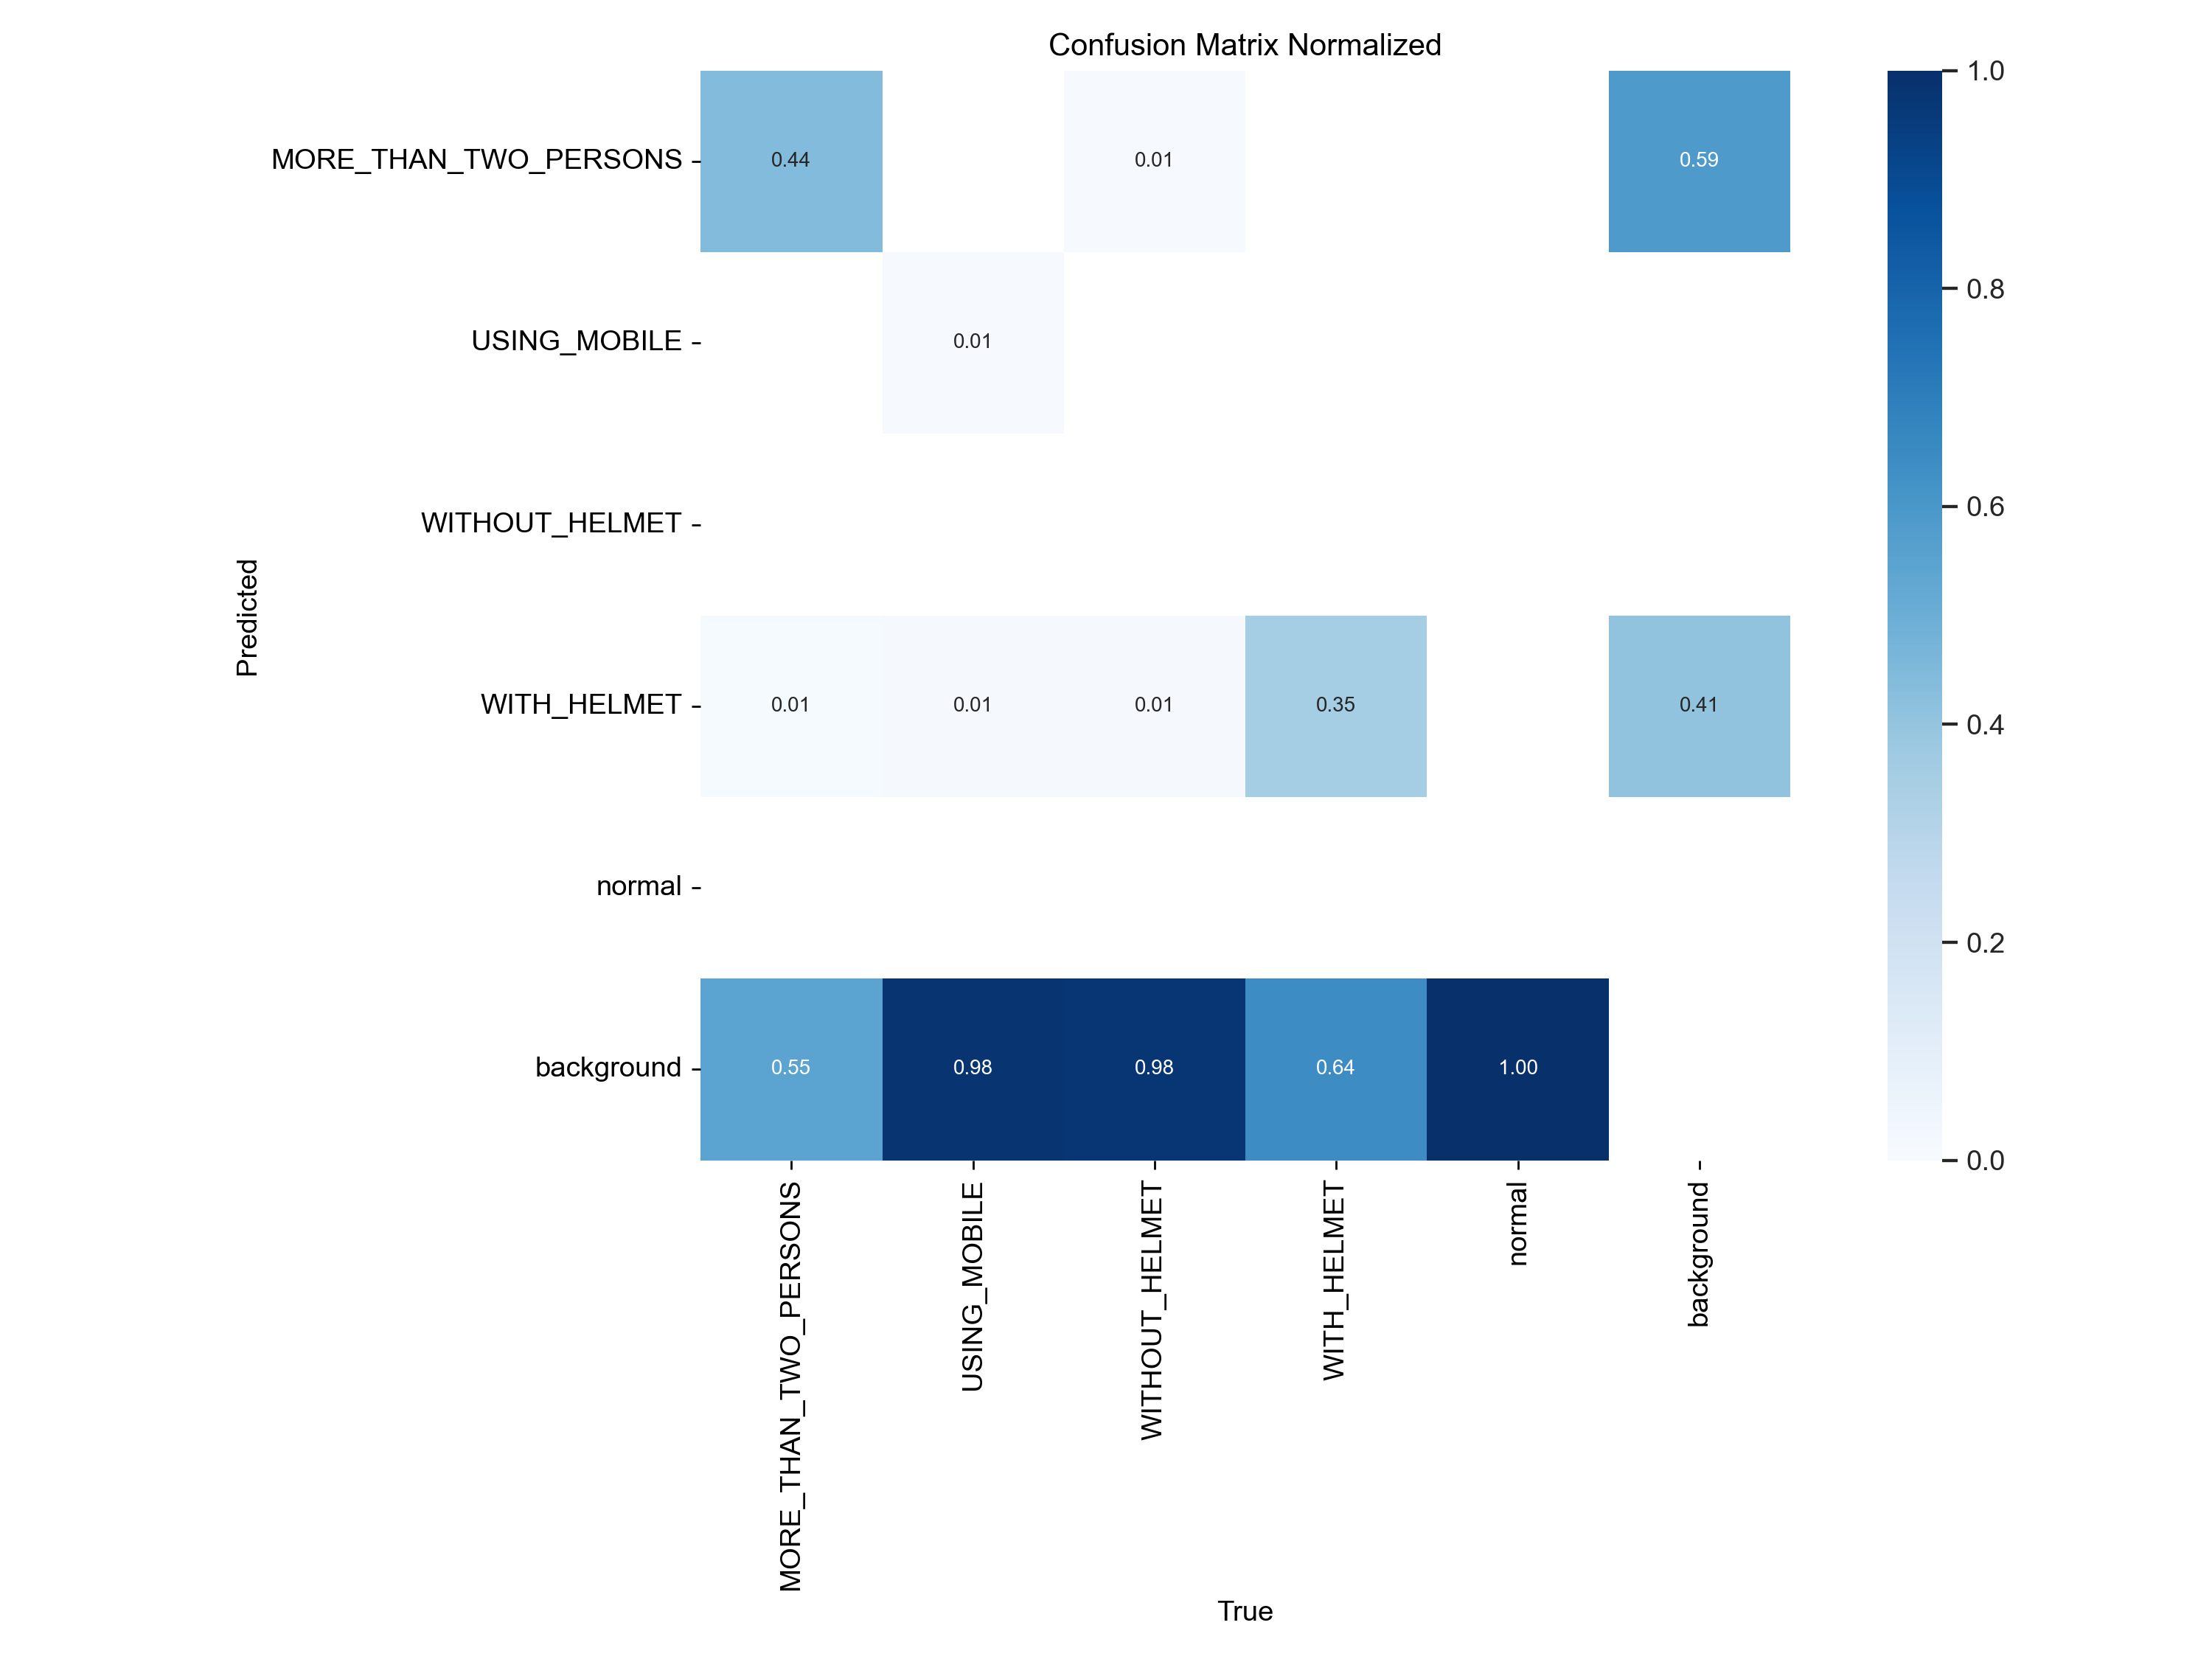 Confusion Matrix Normalized
MORE_THAN_TWO_PERSONS
0.44
0.01
0.59
USING_MOBILE
0.01
WITHOUT_HELMET
WITH_HELMET
0.01
0.01
0.01
0.35
0.41
normal
background
0.55
0.98
0.98
0.64
1.00
Predicted
MORE_THAN_TWO_PERSONS
USING_MOBILE
WITHOUT_HELMET
WITH_HELMET
normal
background
True
1.0
0.8
0.6
0.4
0.2
0.0